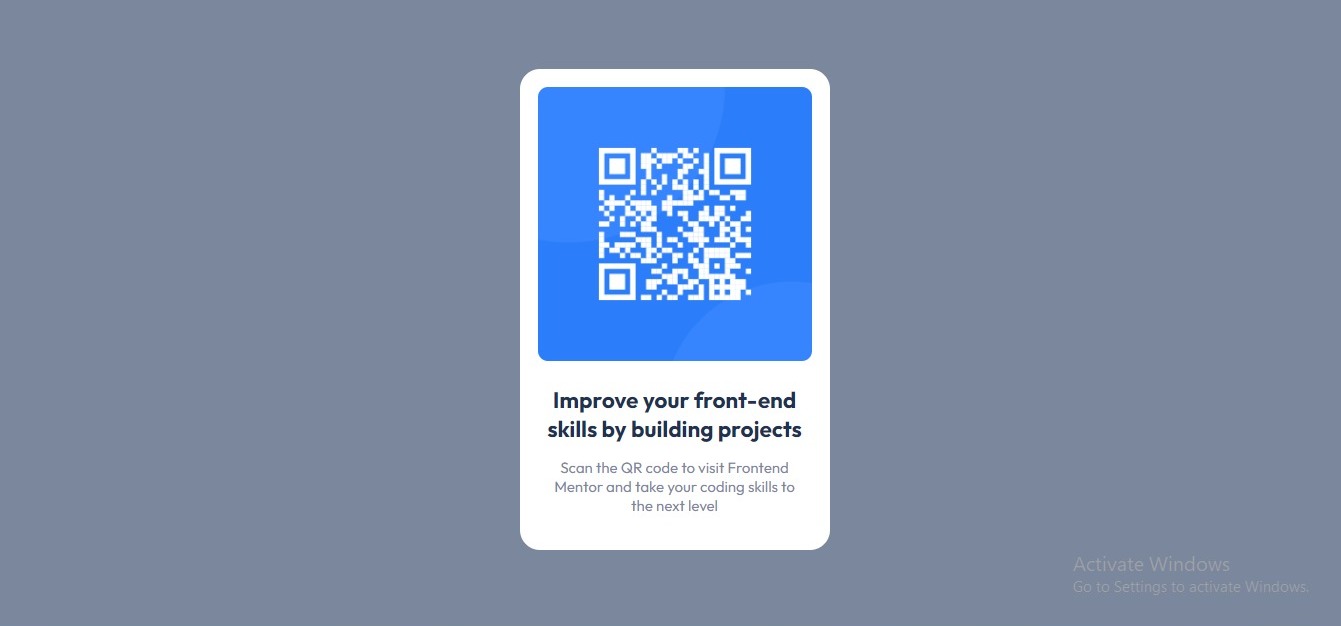 Improve your front-end
skills by building projects
Scan the QR code to visit Frontend
Mentor and take your coding skills to
the next level
Activate Windows
Go to Settings to activate Windows.